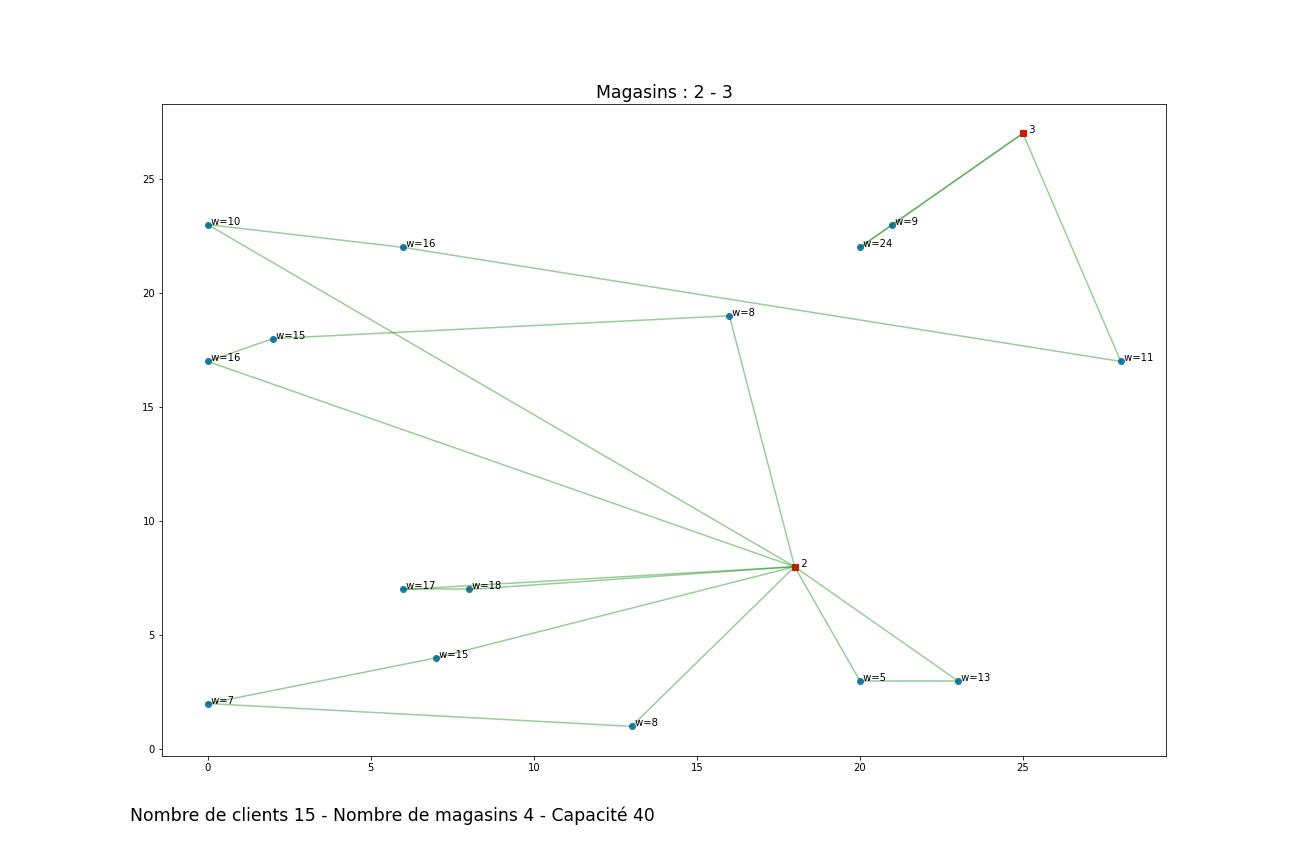 Magasins : 2 - 3
3
25
w=10
w=9
w=16
w=24
20
w=8
w=15
w=16
w=11
15
10
2
w=17
w=18
5
w=15
w=5
w=13
w=7
w=8
0
0
5
10
15
20
25
Nombre de clients 15 - Nombre de magasins 4 - Capacité 40